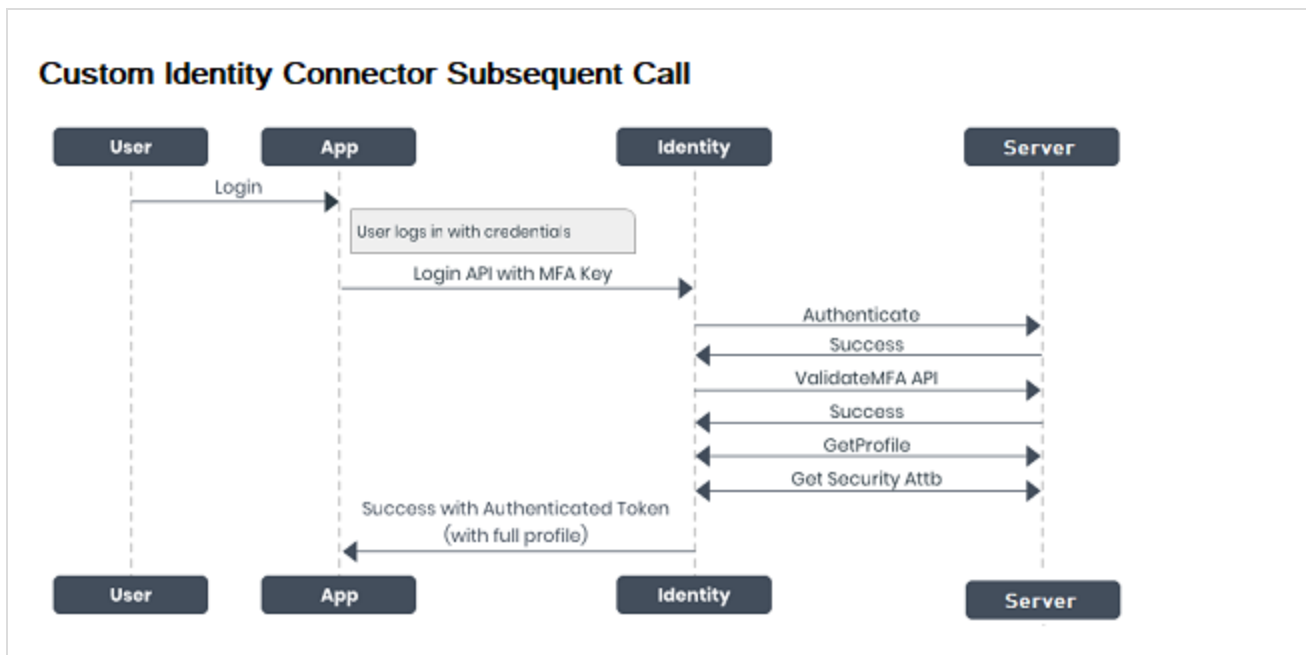 Custom Identity Connector Subsequent Call
User App Identity Server
Login
User logs in with credentials
Login API with MFA Key
Authenticate
Success
ValidateMFA API
Success
GetProfile
Get Security Attb
Success with Authenticated Token
(with full profile)
User App Identity Server